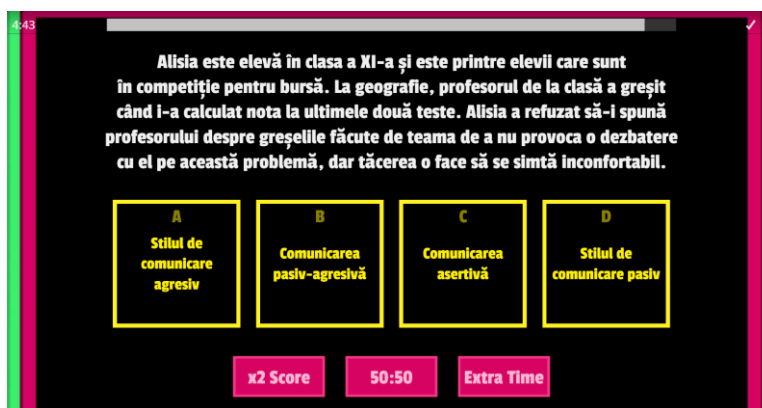 4:43
Alisia este elevă în clasa a XI-a și este printre elevii care sunt
în competiție pentru bursă. La geografie, profesorul de la clasă a greșit
când i-a calculat nota la ultimele două teste. Alisia a refuzat să-i spună
profesorului despre greșelile făcute de teama de a nu provoca o dezbatere
cu el pe această problemă, dar tăcerea o face să se simtă inconfortabil.
A
Stilul de
comunicare
agresiv
B
Comunicarea
pasiv-agresivă
C
Comunicarea
asertivă
D
Stilul de
comunicare pasiv
x2 Score
50:50
Extra Time